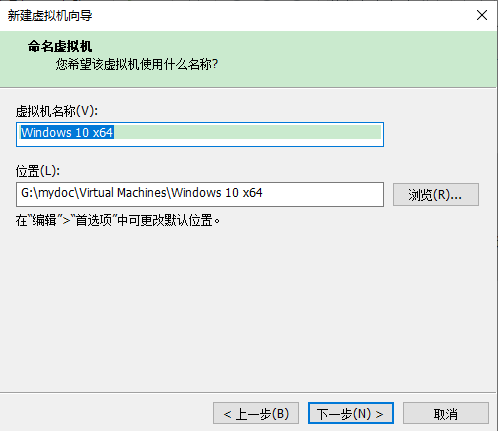 新建虚拟机向导
命名虚拟机
您希望该虚拟机使用什么名称?
虚拟机名称(V):
Windows 10 x64
位置(L):
G:\mydoc\Virtual Machines\Windows 10 x64
浏览(R)...
在“编辑”>“首选项”中可更改默认位置。
< 上一步(B)
下一步(N) >
取消